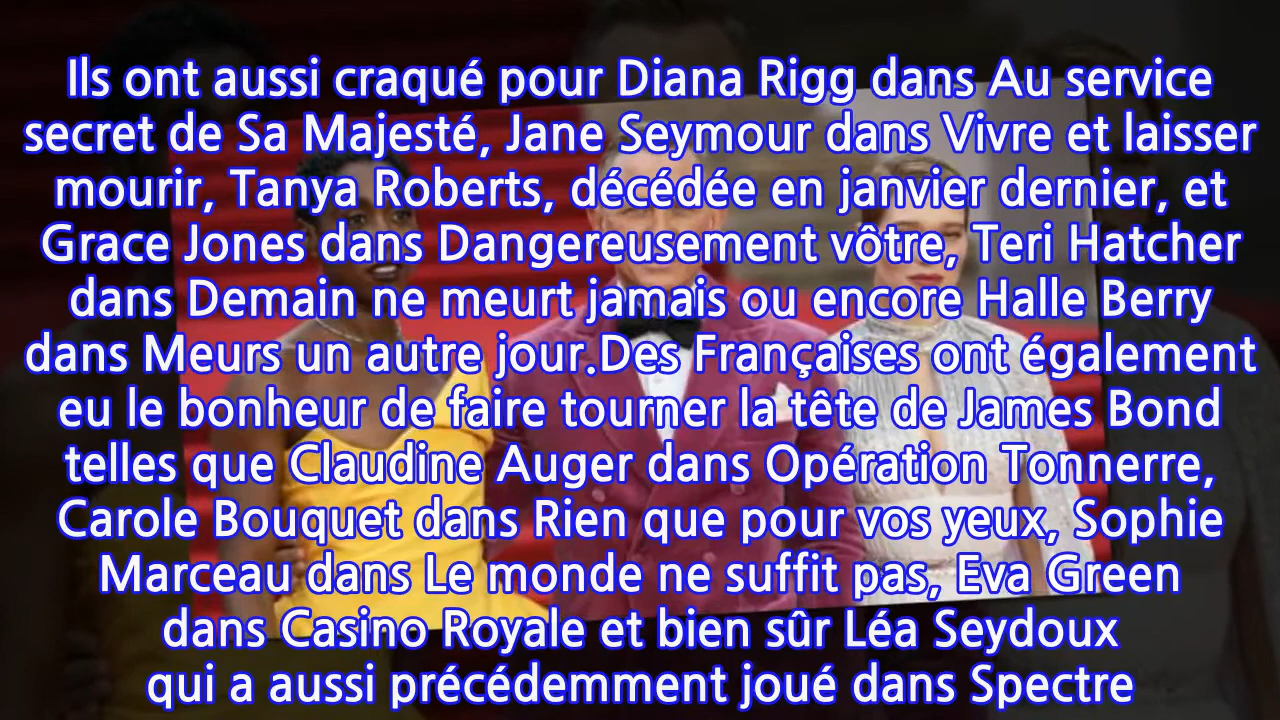 Ils ont aussi craqué pour Diana Rigg dans Au service
secret de Sa Majesté, Jane Seymour dans Vivre et laisser
mourir, Tanya Roberts, décédée en janvier dernier, et
Grace Jones dans Dangereusement vôtre, Teri Hatcher
dans Demain ne meurt jamais ou encore Halle Berry
dans Meurs un autre jour.Des Françaises ont également
eu le bonheur de faire tourner la tête de James Bond
telles que Claudine Auger dans Opération Tonnerre,
Carole Bouquet dans Rien que pour vos yeux, Sophie
Marceau dans Le monde ne suffit pas, Eva Green
dans Casino Royale et bien sûr Léa Seydoux
qui a aussi précédemment joué dans Spectre